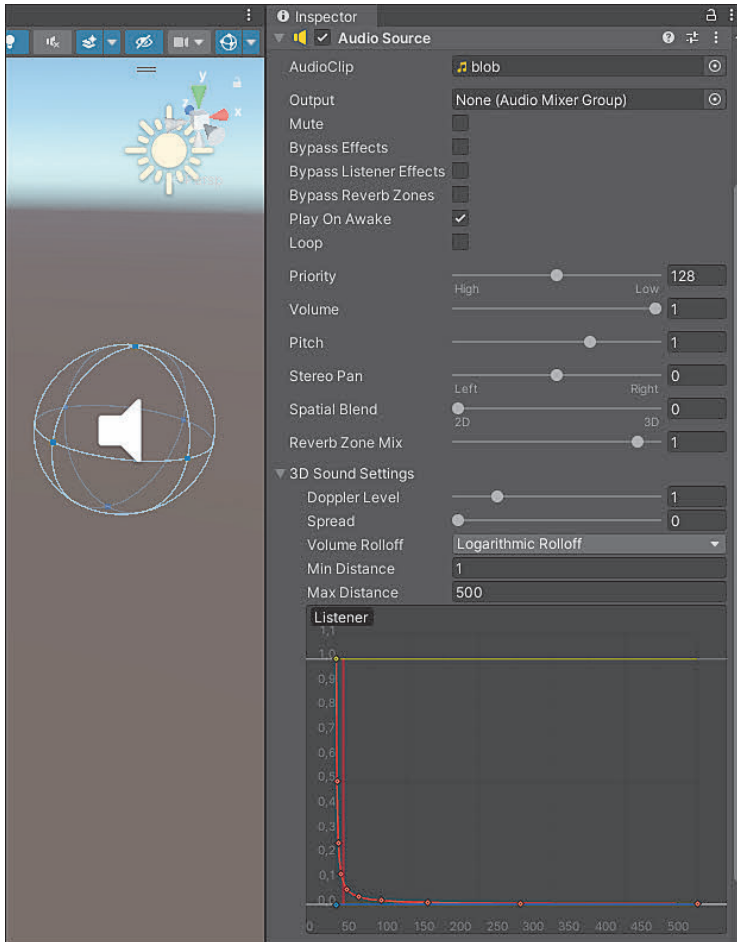 Inspector
Audio Source
AudioClip blob
Output None (Audio Mixer Group)
Mute
Bypass Effects
Bypass Listener Effects
Bypass Reverb Zones
Play On Awake
Loop
Priority 128
High Low
Volume 1
Pitch 1
Stereo Pan 0
Left Right
Spatial Blend 0
2D 3D
Reverb Zone Mix 1
3D Sound Settings
Doppler Level 1
Spread 0
Volume Rolloff Logarithmic Rolloff
Min Distance 1
Max Distance 500
Listener
1,1
1,0
0,9
0,8
0,7
0,6
0,5
0,4
0,3
0,2
0,1
0,0
0 50 100 150 200 250 300 350 400 450 500
y
z
x